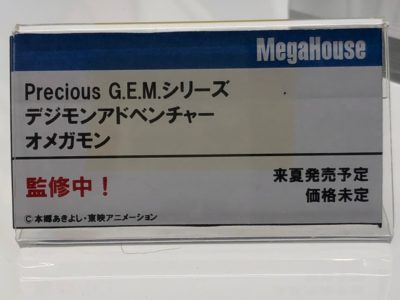 MegaHouse
Precious G.E.M.シリーズ
デジモンアドベンチャー
オメガモン
監修中！
来夏発売予定
価格未定
© 本郷あきよし・東映アニメーション